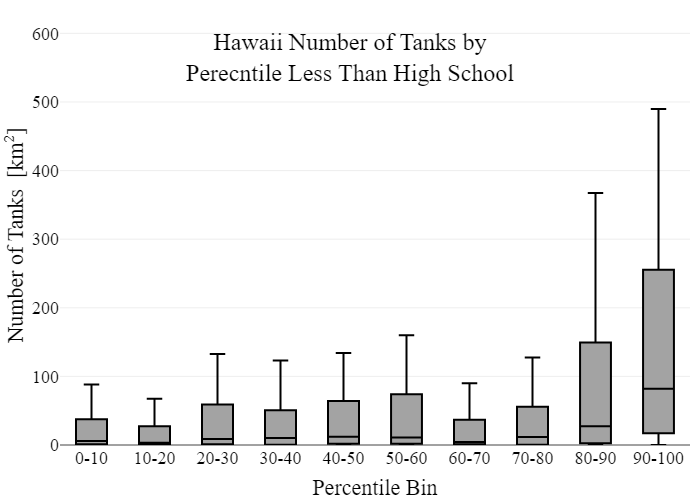 Hawaii Number of Tanks by
Perecntile Less Than High School
Number of Tanks [km²]
600
500
400
300
200
100
0
0-10 10-20 20-30 30-40 40-50 50-60 60-70 70-80 80-90 90-100
Percentile Bin